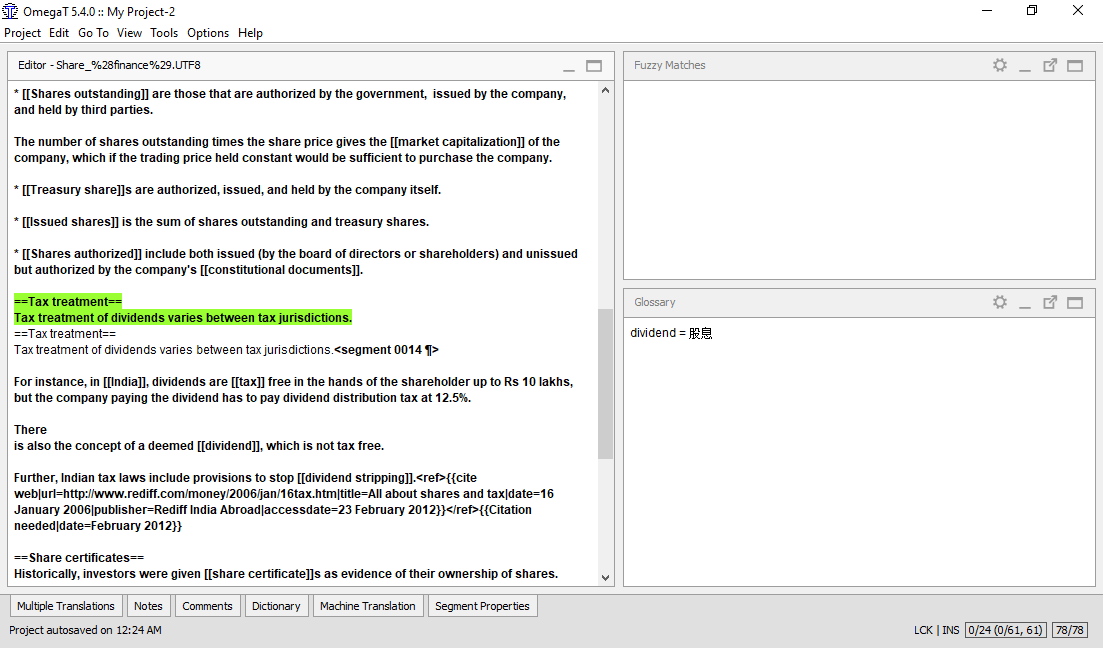 OmegaT 5.4.0 :: My Project-2
Project Edit Go To View Tools Options Help
Editor - Share_%28finance%29.UTF8
* [[Shares outstanding]] are those that are authorized by the government,  issued by the company,
and held by third parties.
The number of shares outstanding times the share price gives the [[market capitalization]] of the
company, which if the trading price held constant would be sufficient to purchase the company.
* [[Treasury share]]s are authorized, issued, and held by the company itself.
* [[Issued shares]] is the sum of shares outstanding and treasury shares.
* [[Shares authorized]] include both issued (by the board of directors or shareholders) and unissued
but authorized by the company's [[constitutional documents]].
==Tax treatment==
Tax treatment of dividends varies between tax jurisdictions.
==Tax treatment==
Tax treatment of dividends varies between tax jurisdictions.<segment 0014 ¶>
For instance, in [[India]], dividends are [[tax]] free in the hands of the shareholder up to Rs 10 lakhs,
but the company paying the dividend has to pay dividend distribution tax at 12.5%.
There
is also the concept of a deemed [[dividend]], which is not tax free.
Further, Indian tax laws include provisions to stop [[dividend stripping]].<ref>{{cite
web|url=http://www.rediff.com/money/2006/jan/16tax.htm|title=All about shares and tax|date=16
January 2006|publisher=Rediff India Abroad|accessdate=23 February 2012}}</ref>{{Citation
needed|date=February 2012}}
==Share certificates==
Historically, investors were given [[share certificate]]s as evidence of their ownership of shares.
Fuzzy Matches
Glossary
dividend = 股息
Multiple Translations Notes Comments Dictionary Machine Translation Segment Properties
Project autosaved on 12:24 AM
LCK | INS 0/24 (0/61, 61) 78/78